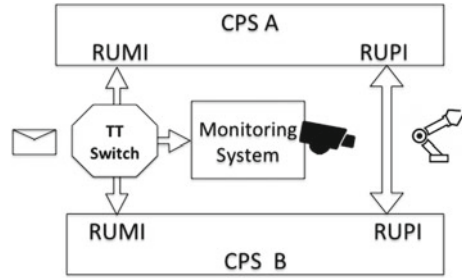 CPS A
RUMI RUPI
TT
Switch
Monitoring
System
RUMI RUPI
CPS B